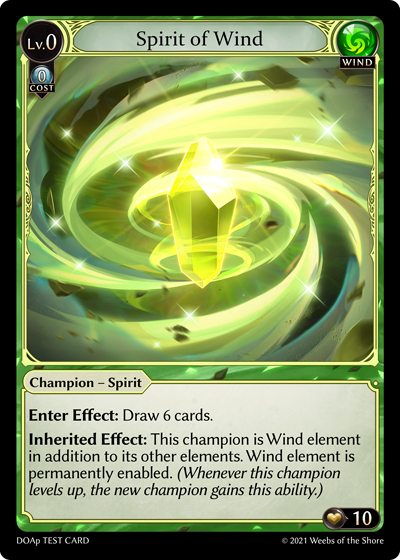 Lv.0
Spirit of Wind
WIND
0
COST
Champion – Spirit
Enter Effect: Draw 6 cards.
Inherited Effect: This champion is Wind element
in addition to its other elements. Wind element is
permanently enabled. (Whenever this champion
levels up, the new champion gains this ability.)
10
DOAp TEST CARD
© 2021 Weebs of the Shore